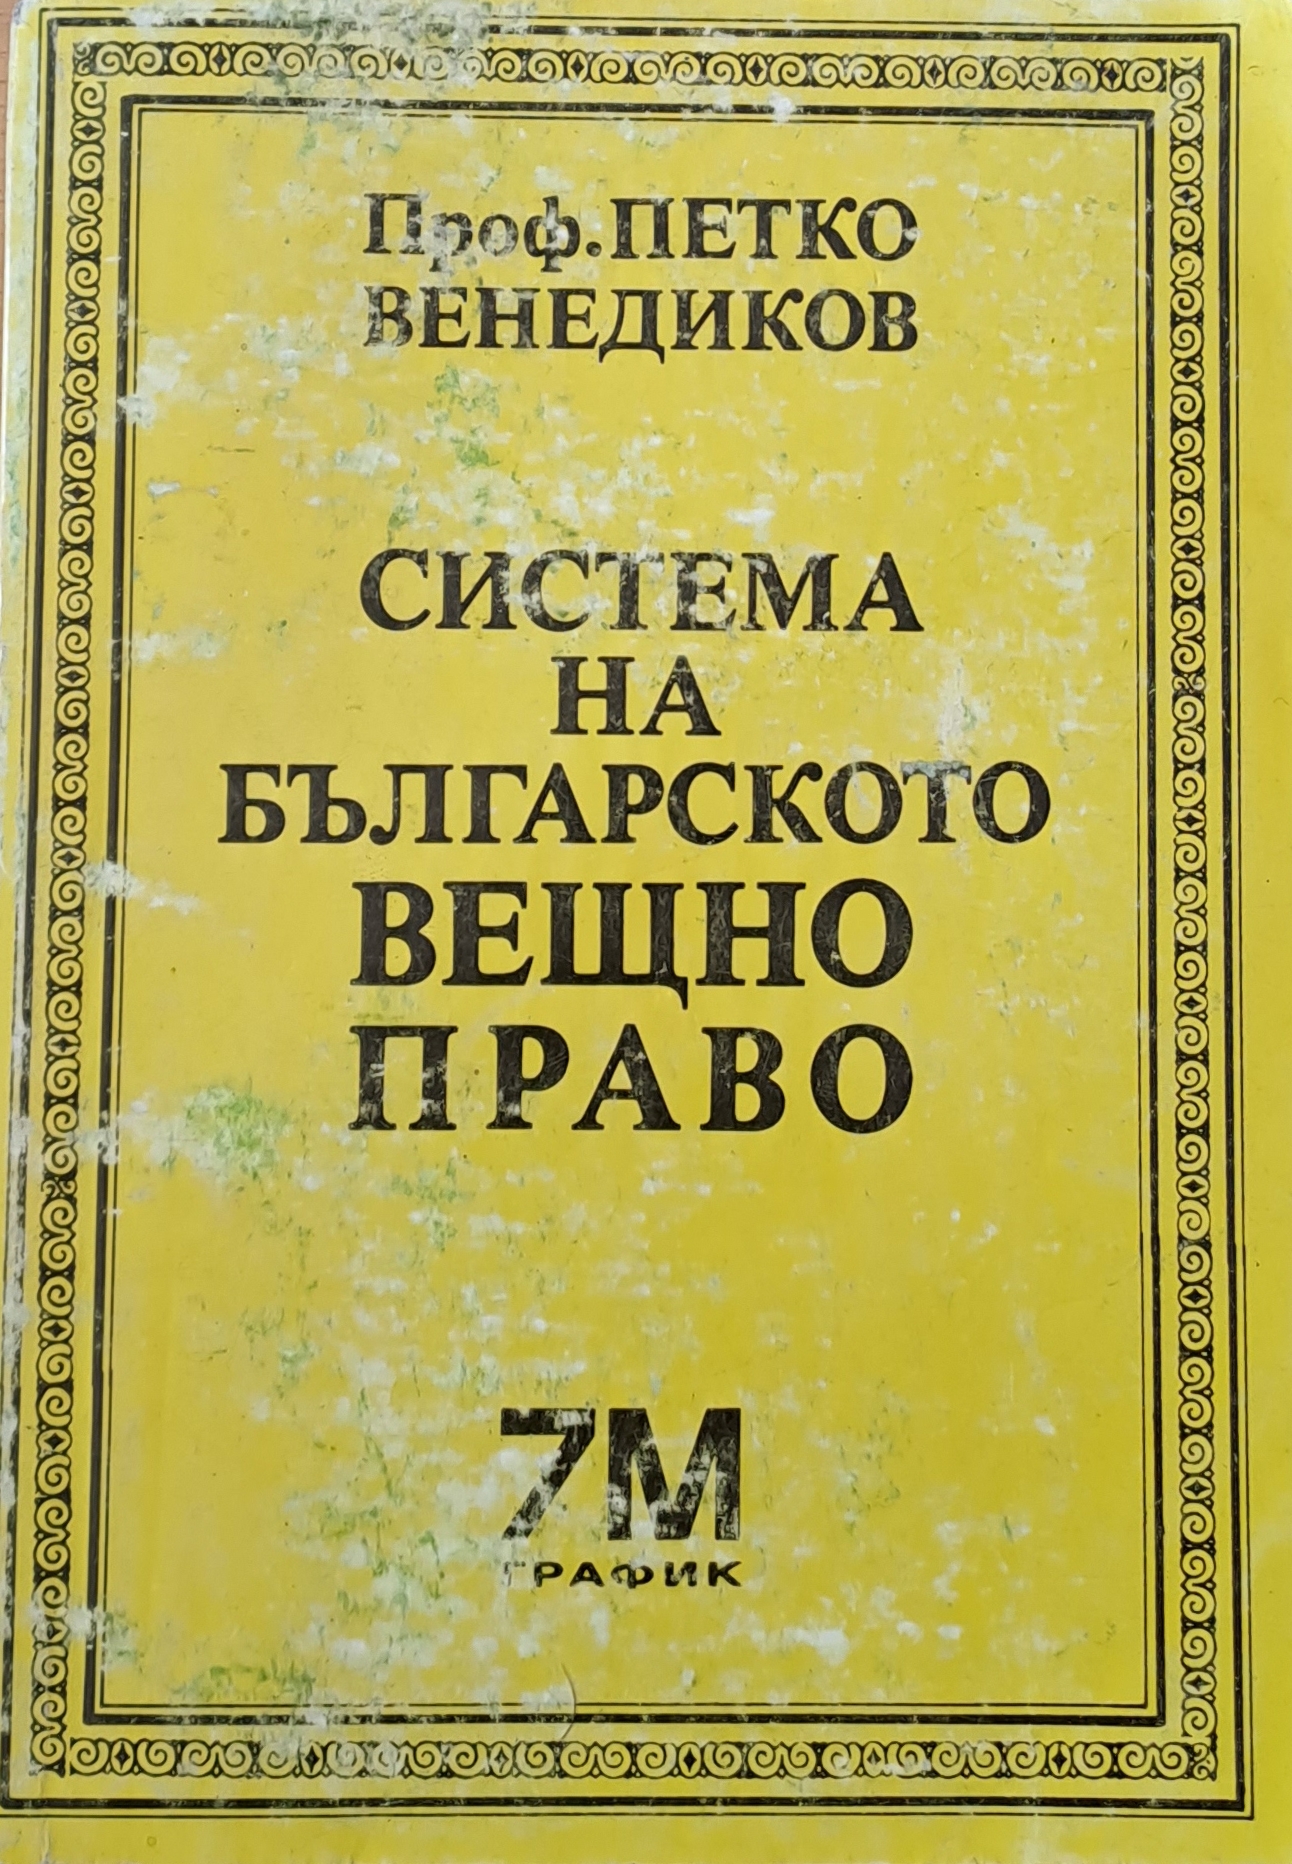 Проф. ПЕТКО
ВЕНЕДИКОВ
СИСТЕМА
НА
БЪЛГАРСКОТО
ВЕЩНО
ПРАВО
7М
ГРАФИК